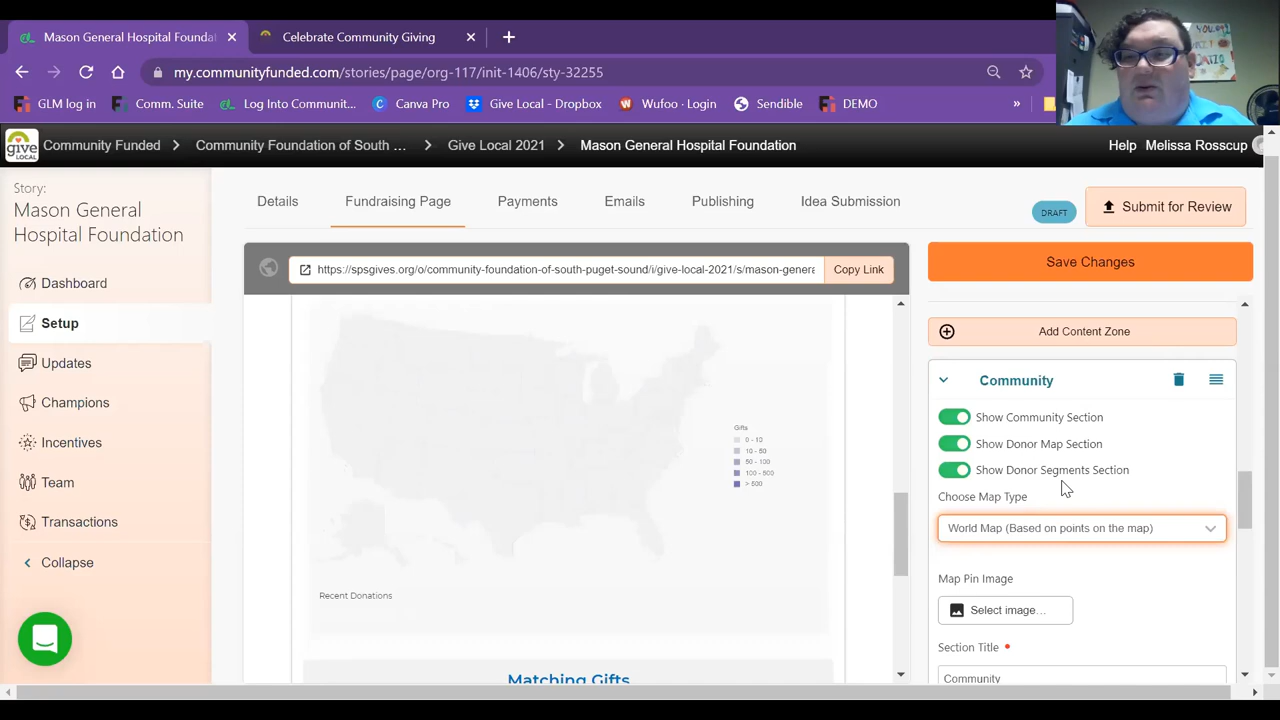 Mason General Hospital Founda
Celebrate Community Giving
my.communityfunded.com/stories/page/org-117/init-1406/sty-32255
GLM log in
Comm. Suite
Log Into Communit...
Canva Pro
Give Local - Dropbox
Wufoo · Login
Sendible
DEMO
»
give LOCAL
Community Funded
Community Foundation of South ...
Give Local 2021
Mason General Hospital Foundation
Help
Melissa Rosscup
Story:
Mason General
Hospital Foundation
Dashboard
Setup
Updates
Champions
Incentives
Team
Transactions
Collapse
Details
Fundraising Page
Payments
Emails
Publishing
Idea Submission
DRAFT
Submit for Review
https://spsgives.org/o/community-foundation-of-south-puget-sound/i/give-local-2021/s/mason-genera
Copy Link
Save Changes
Gifts
0 - 10
10 - 50
50 - 100
100 - 500
> 500
Recent Donations
Matching Gifts
Add Content Zone
Community
Show Community Section
Show Donor Map Section
Show Donor Segments Section
Choose Map Type
World Map (Based on points on the map)
Map Pin Image
Select image...
Section Title •
Community